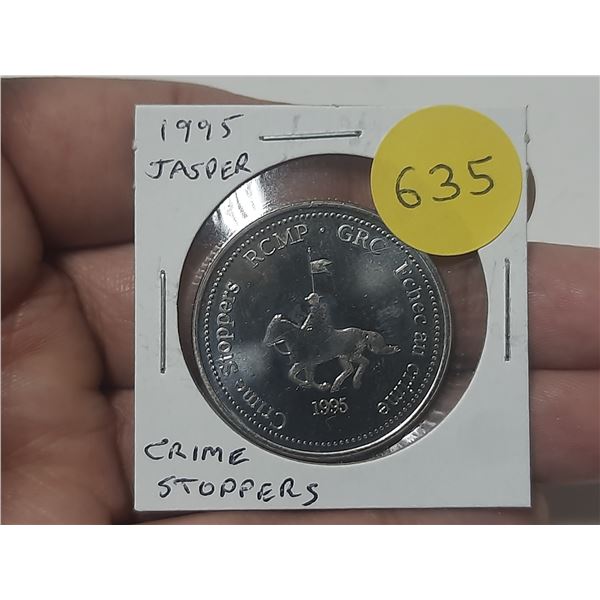 1995
JASPER
635
Crime Stoppers RCMP · GRC Échec au crime
1995
CRIME
STOPPERS